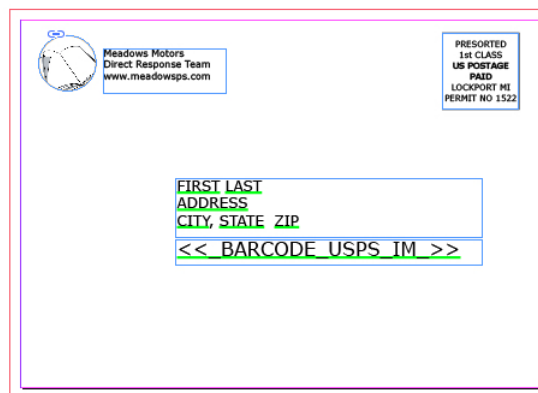 Meadows Motors
Direct Response Team
www.meadowsps.com
PRESORTED
1st CLASS
US POSTAGE
PAID
LOCKPORT MI
PERMIT NO 1522
FIRST LAST
ADDRESS
CITY, STATE  ZIP
<<_BARCODE_USPS_IM_>>